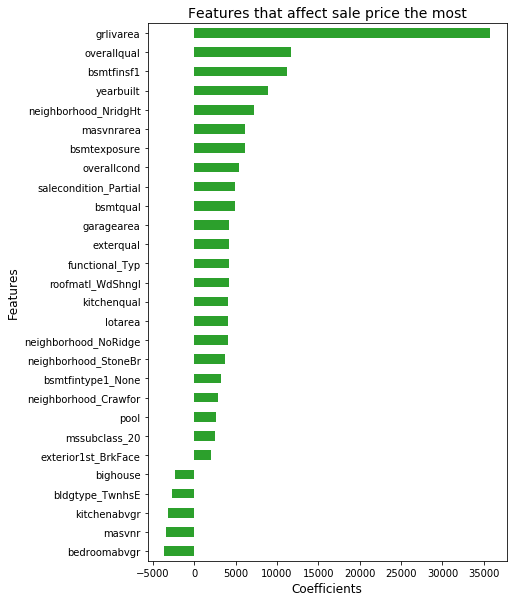 Features that affect sale price the most
grlivarea
overallqual
bsmtfinsf1
yearbuilt
neighborhood_NridgHt
masvnrarea
bsmtexposure
overallcond
salecondition_Partial
bsmtqual
garagearea
exterqual
functional_Typ
roofmatl_WdShngl
kitchenqual
lotarea
neighborhood_NoRidge
neighborhood_StoneBr
bsmtfintype1_None
neighborhood_Crawfor
pool
mssubclass_20
exterior1st_BrkFace
bighouse
bldgtype_TwnhsE
kitchenabvgr
masvnr
bedroomabvgr
Features
−5000 0 5000 10000 15000 20000 25000 30000 35000
Coefficients